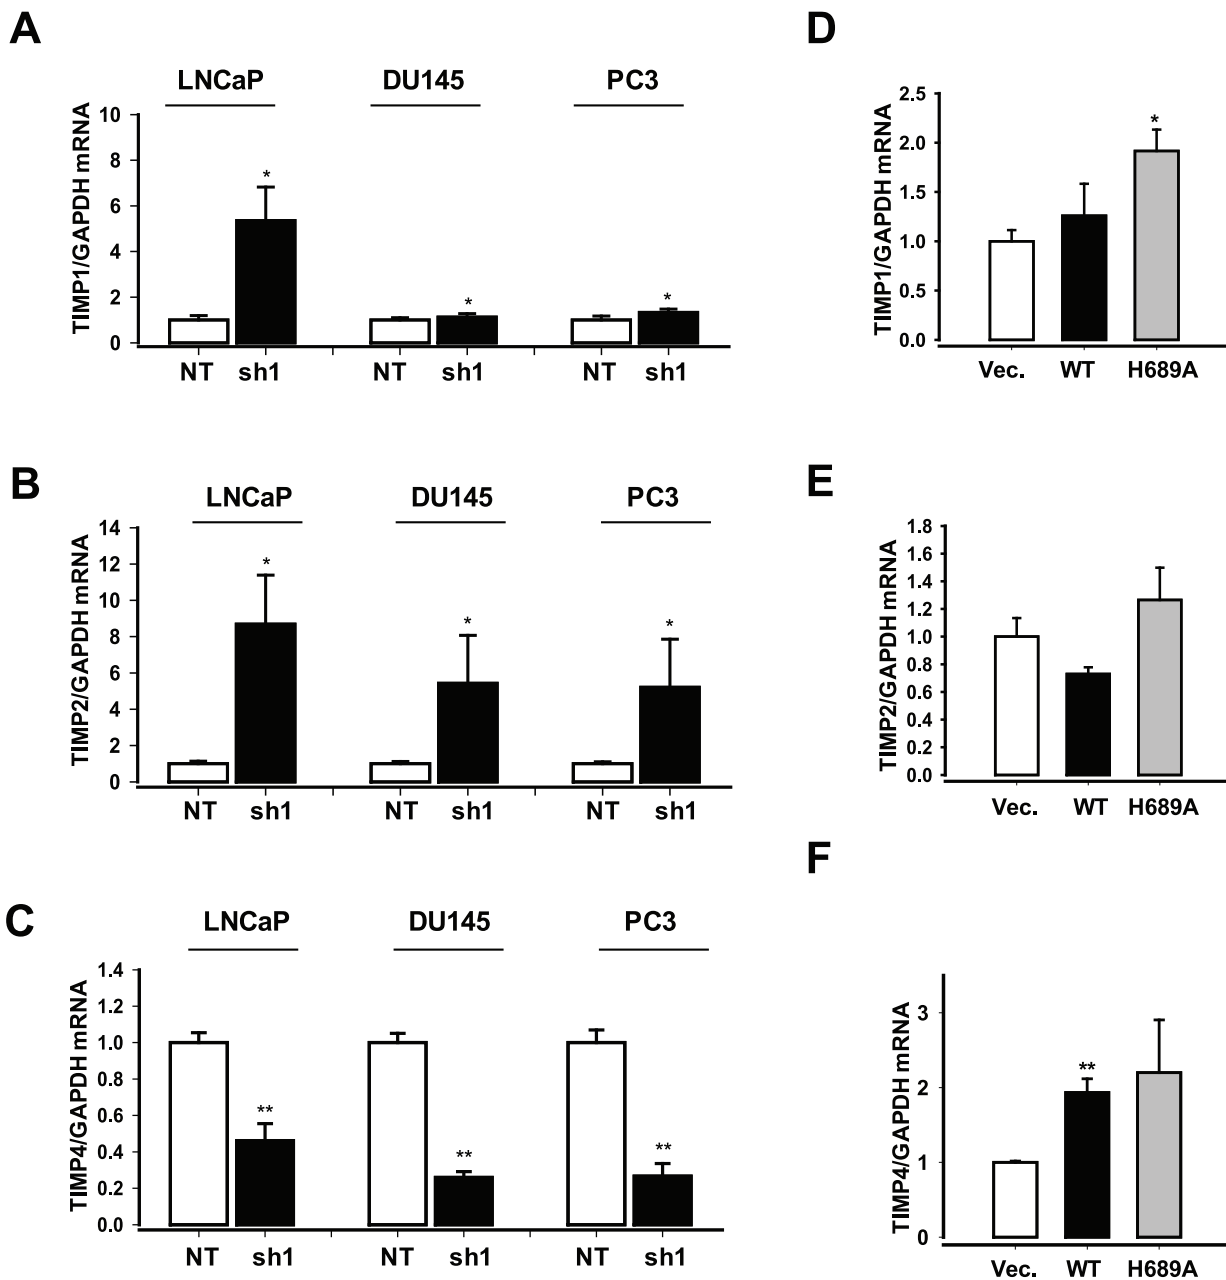 A
LNCaP DU145 PC3
TIMP1/GAPDH mRNA
10
8
6
4
2
0
* * *
NT sh1 NT sh1 NT sh1
B
LNCaP DU145 PC3
TIMP2/GAPDH mRNA
14
12
10
8
6
4
2
0
* * *
NT sh1 NT sh1 NT sh1
C
LNCaP DU145 PC3
TIMP4/GAPDH mRNA
1.4
1.2
1.0
0.8
0.6
0.4
0.2
0.0
** ** **
NT sh1 NT sh1 NT sh1
D
TIMP1/GAPDH mRNA
2.5
2.0
1.5
1.0
0.5
0.0
*
Vec. WT H689A
E
TIMP2/GAPDH mRNA
1.8
1.6
1.4
1.2
1.0
0.8
0.6
0.4
0.2
0.0
Vec. WT H689A
F
TIMP4/GAPDH mRNA
3
2
1
0
**
Vec. WT H689A